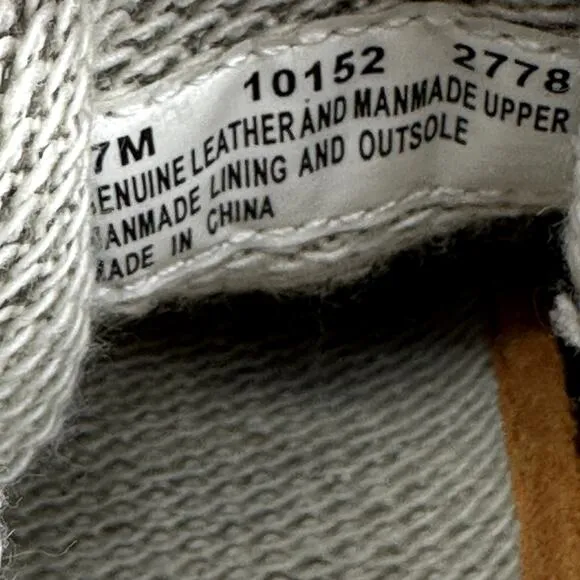 7M 10152 2778
ENUINE LEATHER AND MANMADE UPPER
ANMADE LINING AND OUTSOLE
ADE IN CHINA